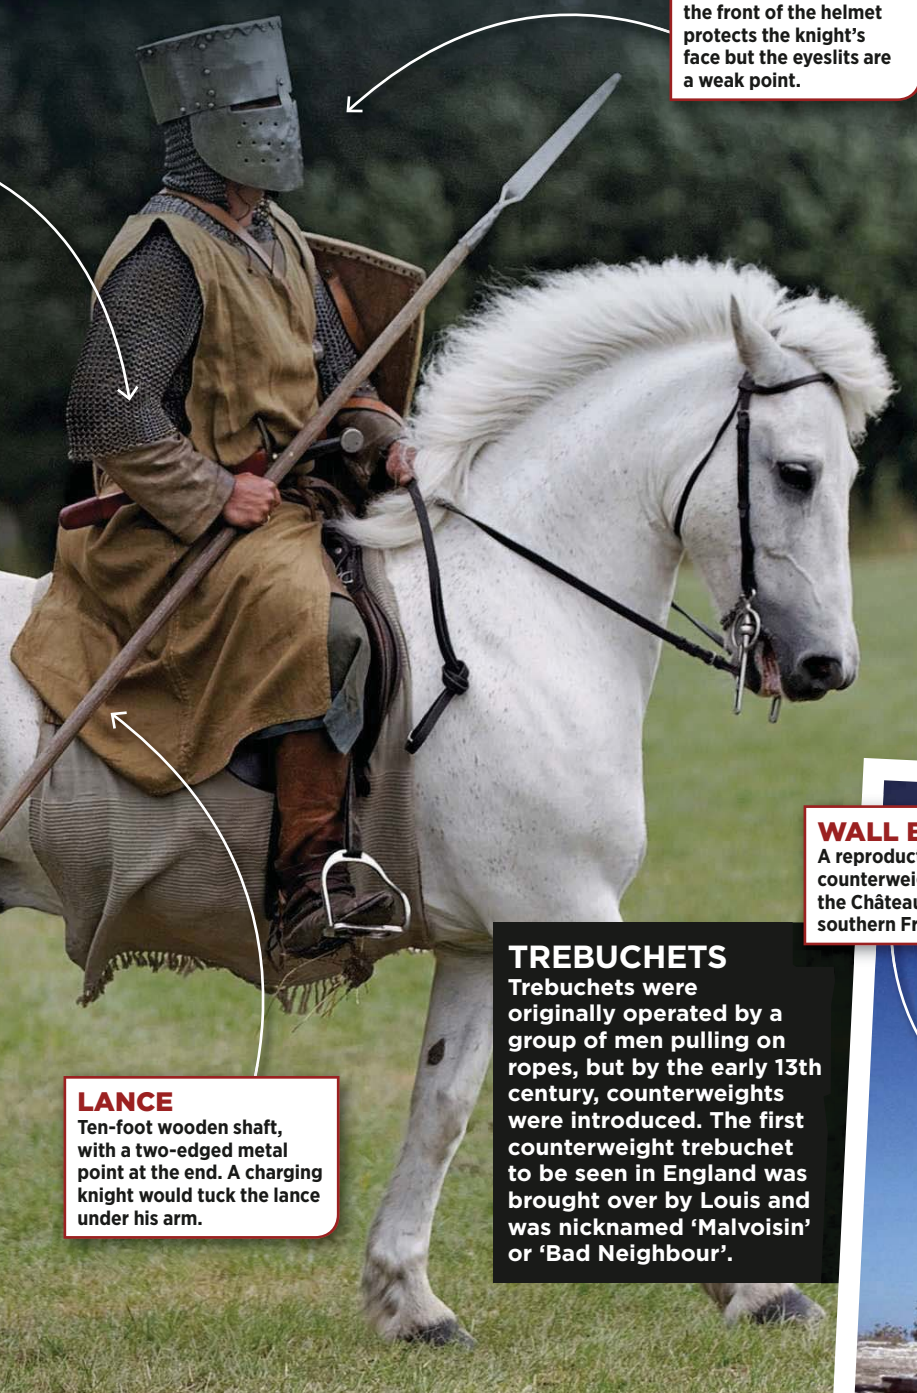 the front of the helmet
protects the knight's
face but the eyeslits are
a weak point.
WALL
A
counterwei
the Château
southern Fr
TREBUCHETS
Trebuchets were
originally operated by a
group of men pulling on
ropes, but by the early 13th
century, counterweights
were introduced. The first
counterweight trebuchet
to be seen in England was
brought over by Louis and
was nicknamed ‘Malvoisin’
or ‘Bad Neighbour’.
LANCE
Ten-foot wooden shaft,
with a two-edged metal
point at the end. A charging
knight would tuck the lance
under his arm.